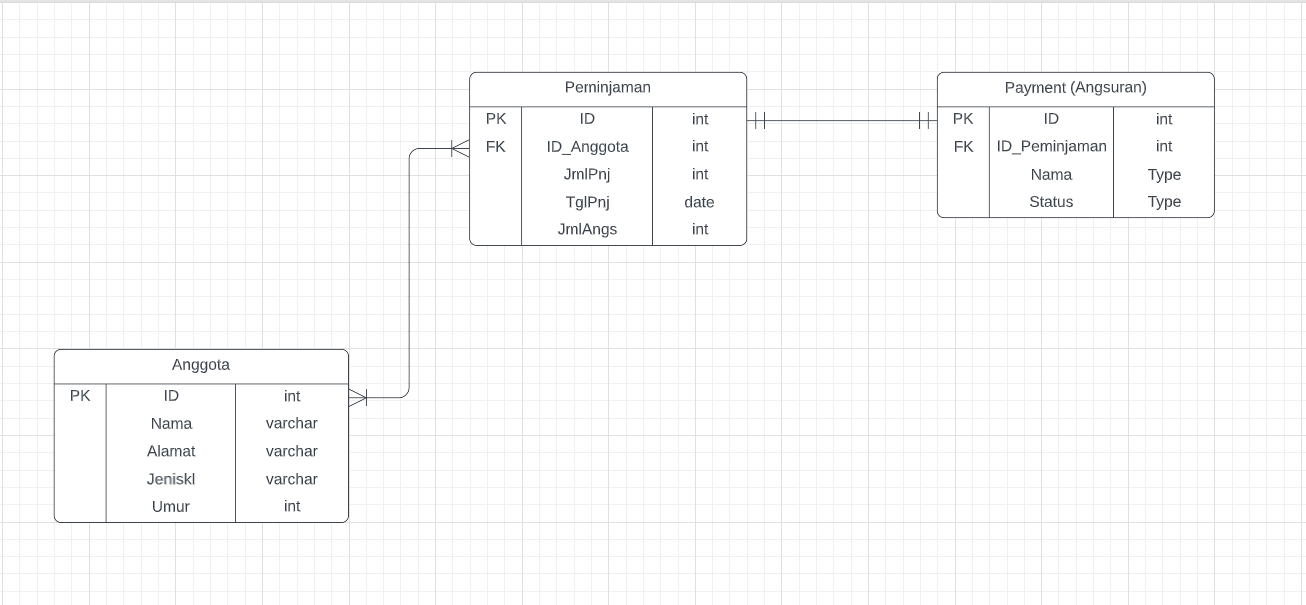 Peminjaman
PK ID int
FK ID_Anggota int
JmlPnj int
TglPnj date
JmlAngs int
Payment (Angsuran)
PK ID int
FK ID_Peminjaman int
Nama Type
Status Type
Anggota
PK ID int
Nama varchar
Alamat varchar
Jeniskl varchar
Umur int